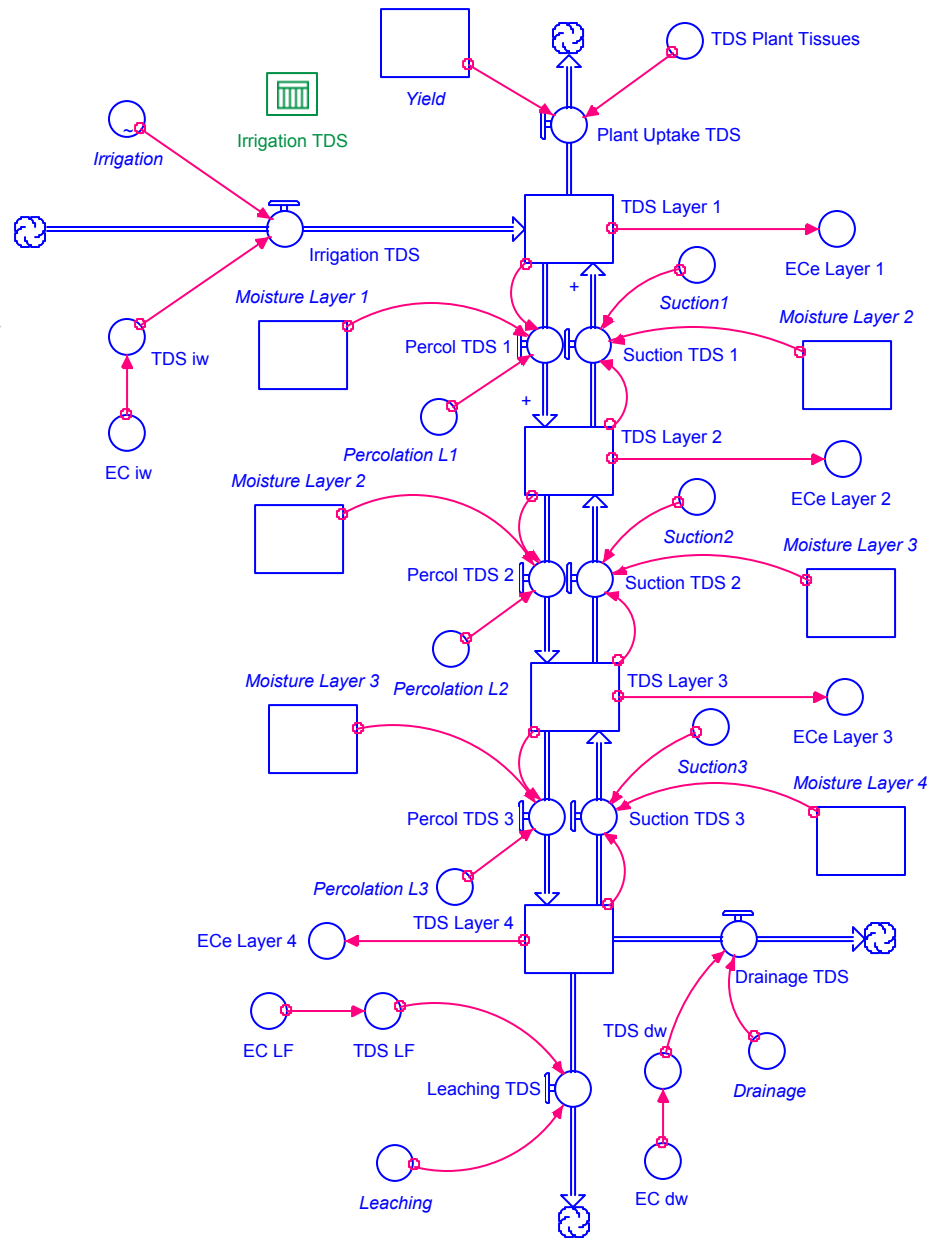 TDS Plant Tissues
Yield
Irrigation TDS
Plant Uptake TDS
~
Irrigation
TDS Layer 1
Irrigation TDS
ECe Layer 1
+
Moisture Layer 1
Suction1
Moisture Layer 2
TDS iw
Percol TDS 1
Suction TDS 1
+
TDS Layer 2
Percolation L1
EC iw
Moisture Layer 2
ECe Layer 2
Suction2
Moisture Layer 3
Percol TDS 2
Suction TDS 2
Moisture Layer 3
Percolation L2
TDS Layer 3
ECe Layer 3
Suction3
Moisture Layer 4
Percol TDS 3
Suction TDS 3
Percolation L3
TDS Layer 4
ECe Layer 4
Drainage TDS
EC LF
TDS LF
TDS dw
Leaching TDS
Drainage
Leaching
EC dw